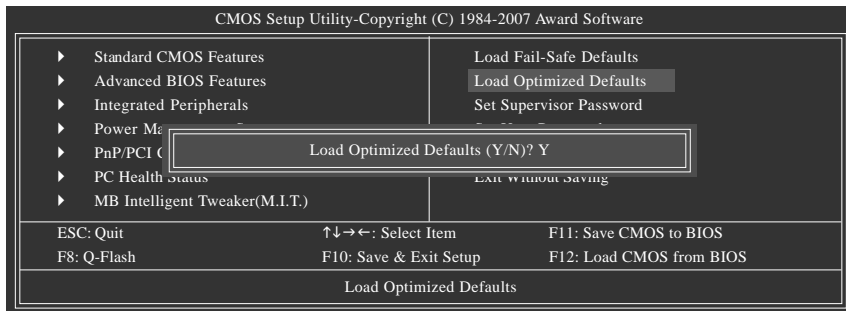 CMOS Setup Utility-Copyright (C) 1984-2007 Award Software
Standard CMOS Features
Advanced BIOS Features
Integrated Peripherals
Power
PnP/PCI
PC Health Status
MB Intelligent Tweaker(M.I.T.)
Load Fail-Safe Defaults
Load Optimized Defaults
Set Supervisor Password
Exit Without Saving
Load Optimized Defaults (Y/N)? Y
ESC: Quit ↑↓→←: Select Item F11: Save CMOS to BIOS
F8: Q-Flash F10: Save & Exit Setup F12: Load CMOS from BIOS
Load Optimized Defaults